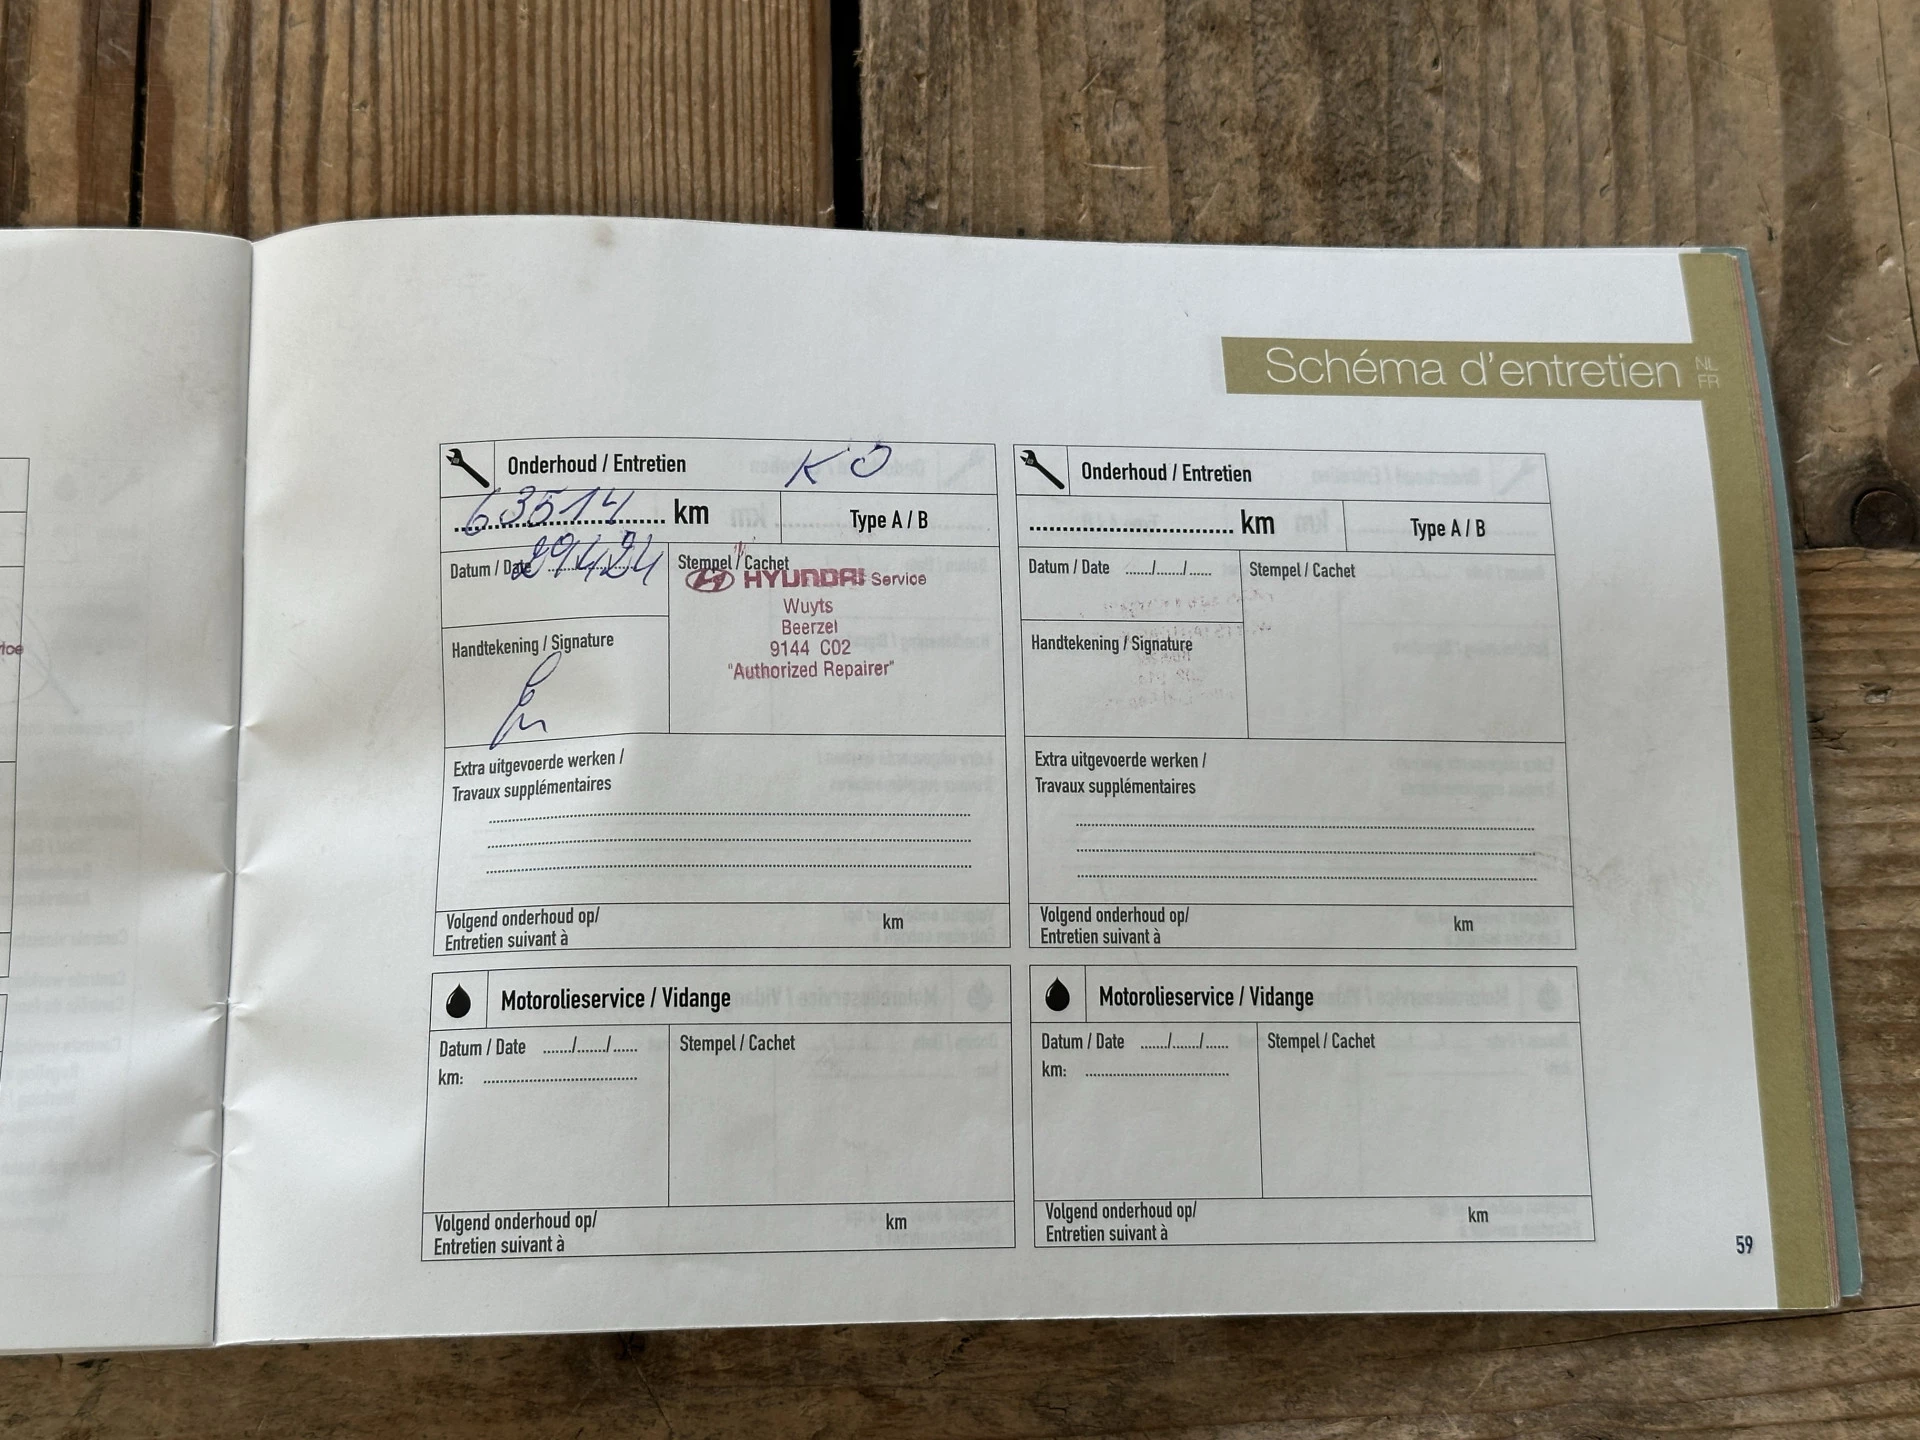 Schéma d'entretien NL
FR
Onderhoud / Entretien KO
63514 km Type A / B
Datum / Date 29424
Stempel / Cachet
HYUNDAI Service
Wuyts
Beerzel
9144 C02
"Authorized Repairer"
Handtekening / Signature
Extra uitgevoerde werken /
Travaux supplémentaires
Volgend onderhoud op/ km
Entretien suivant à
Onderhoud / Entretien
.................................. km Type A / B
Datum / Date ....../....../......
Stempel / Cachet
Handtekening / Signature
Extra uitgevoerde werken /
Travaux supplémentaires
Volgend onderhoud op/ km
Entretien suivant à
Motorolieservice / Vidange
Datum / Date ......./......./......
Stempel / Cachet
km: ..................................
Volgend onderhoud op/ km
Entretien suivant à
Motorolieservice / Vidange
Datum / Date ......./......./......
Stempel / Cachet
km: ..................................
Volgend onderhoud op/ km
Entretien suivant à
59